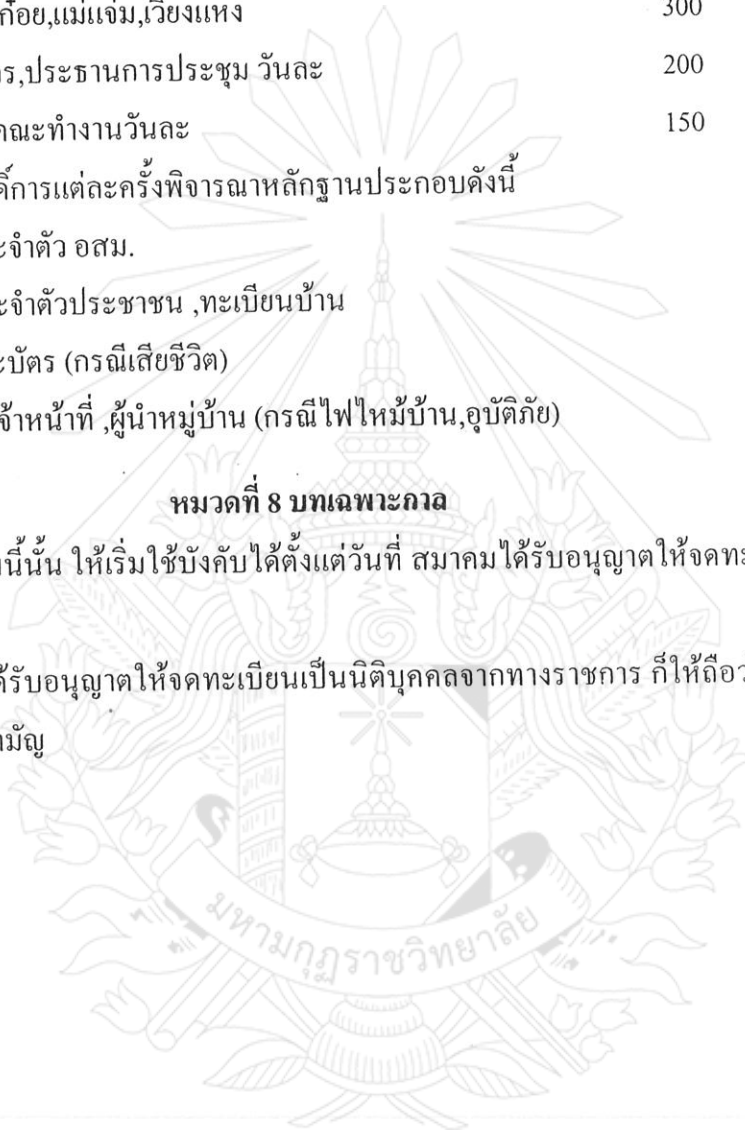 ก๋อย,แม่แจ่ม,เวียงแหง 300
ร,ประธานการประชุม วันละ 200
คณะทำงานวันละ 150
ดิ์การแต่ละครั้งพิจารณาหลักฐานประกอบดังนี้
ะจำตัว อสม.
ะจำตัวประชาชน ,ทะเบียนบ้าน
ะบัตร (กรณีเสียชีวิต)
จ้าหน้าที่ ,ผู้นำหมู่บ้าน (กรณีไฟไหม้บ้าน,อุบัติภัย)
หมวดที่ 8 บทเฉพาะกาล
นี้นั้น ให้เริ่มใช้บังคับได้ตั้งแต่วันที่ สมาคมได้รับอนุญาตให้จดทะ
ด้รับอนุญาตให้จดทะเบียนเป็นนิติบุคคลจากทางราชการ ก็ให้ถือว
ามัญ
มหามกุฏราชวิทยาลัย